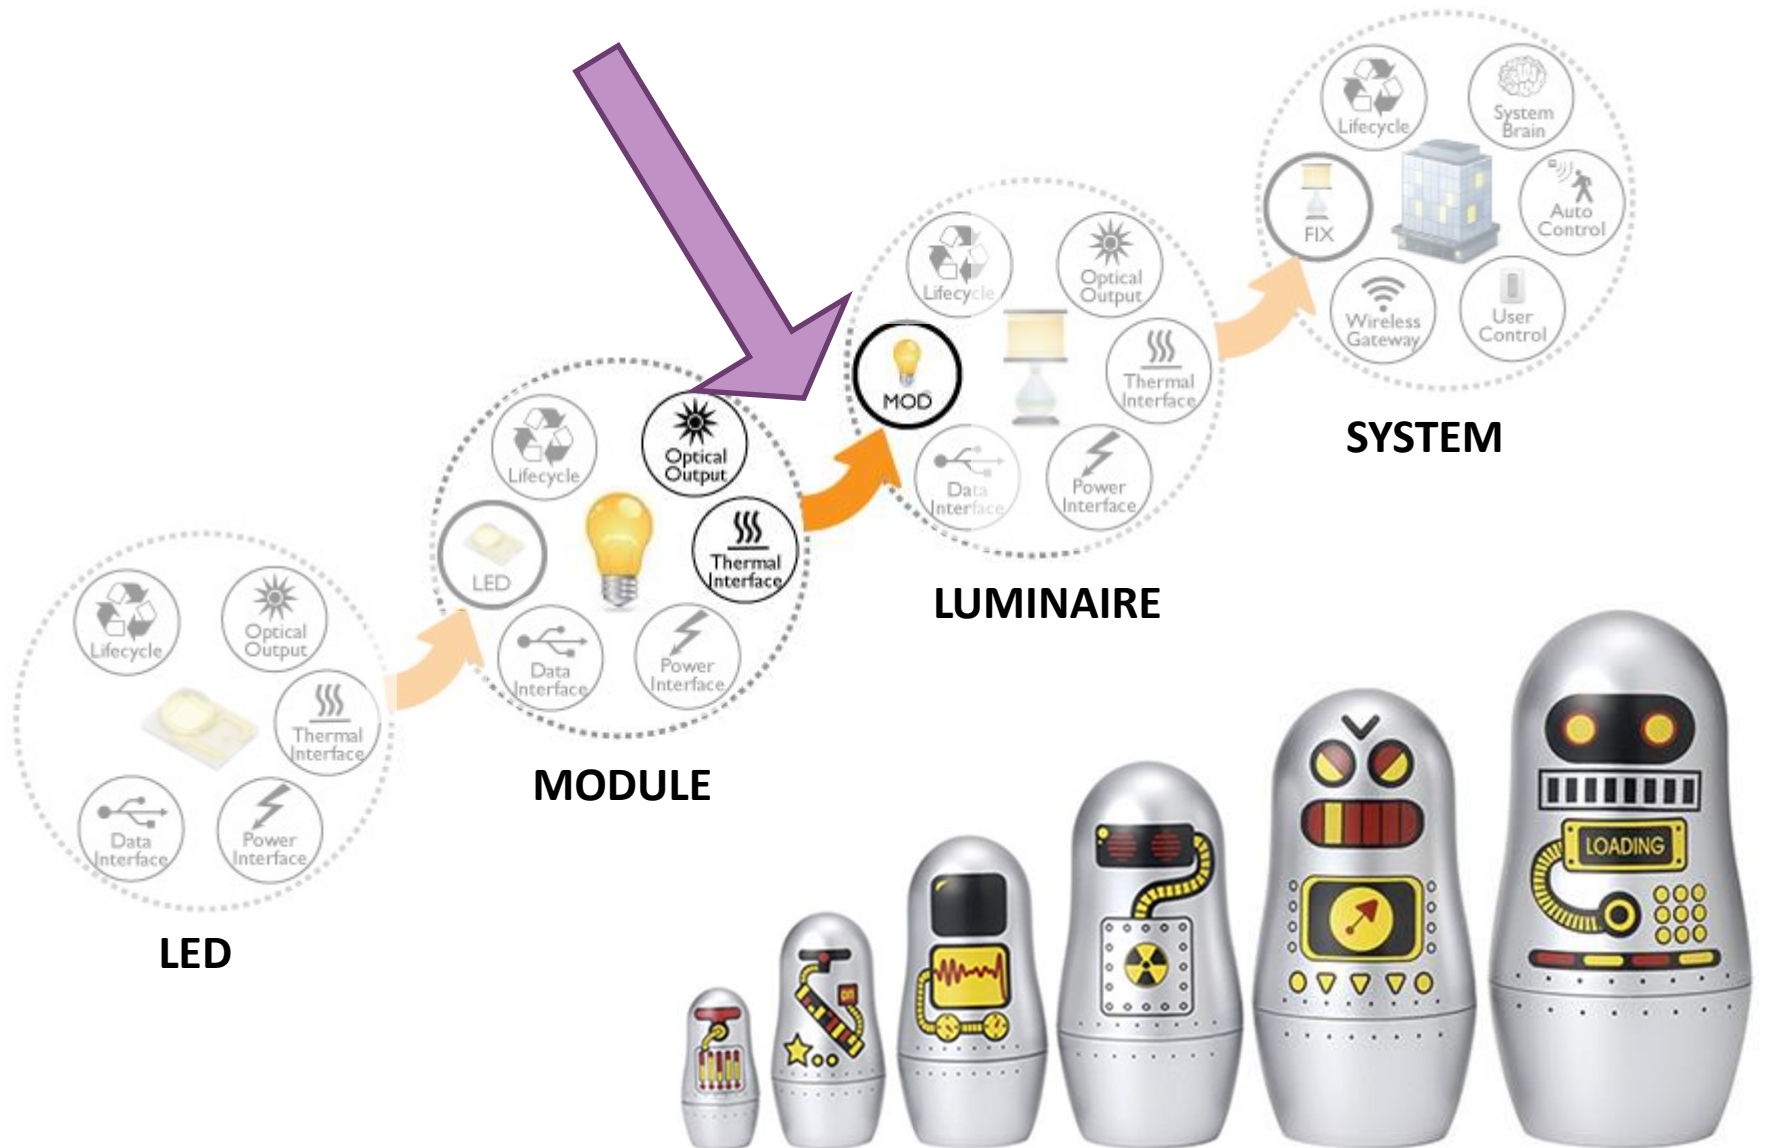 Lifecycle
System
Brain
FIX
Auto
Control
Wireless
Gateway
User
Control
SYSTEM
Lifecycle
Optical
Output
MOD
Thermal
Interface
Data
Interface
Power
Interface
LUMINAIRE
Lifecycle
Optical
Output
LED
Thermal
Interface
Data
Interface
Power
Interface
MODULE
Lifecycle
Optical
Output
Thermal
Interface
Data
Interface
Power
Interface
LED
LOADING